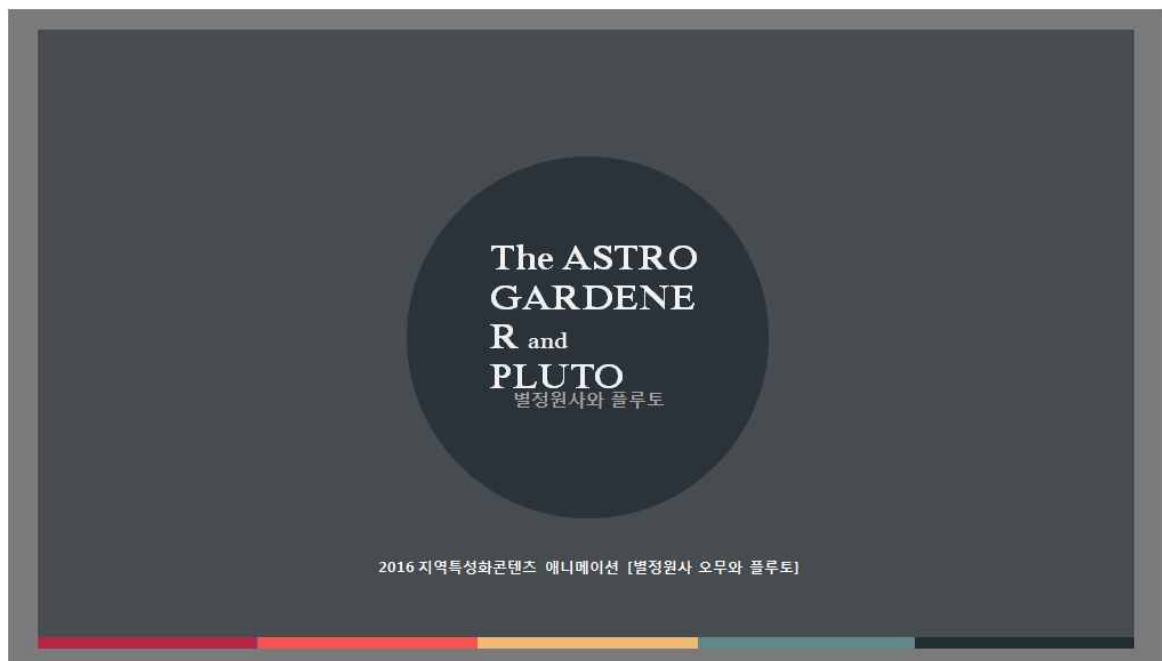 The ASTRO
GARDENE
R and
PLUTO
별정원사와 플루토
2016 지역특성화콘텐츠 애니메이션 [별정원사 오무와 플루토]